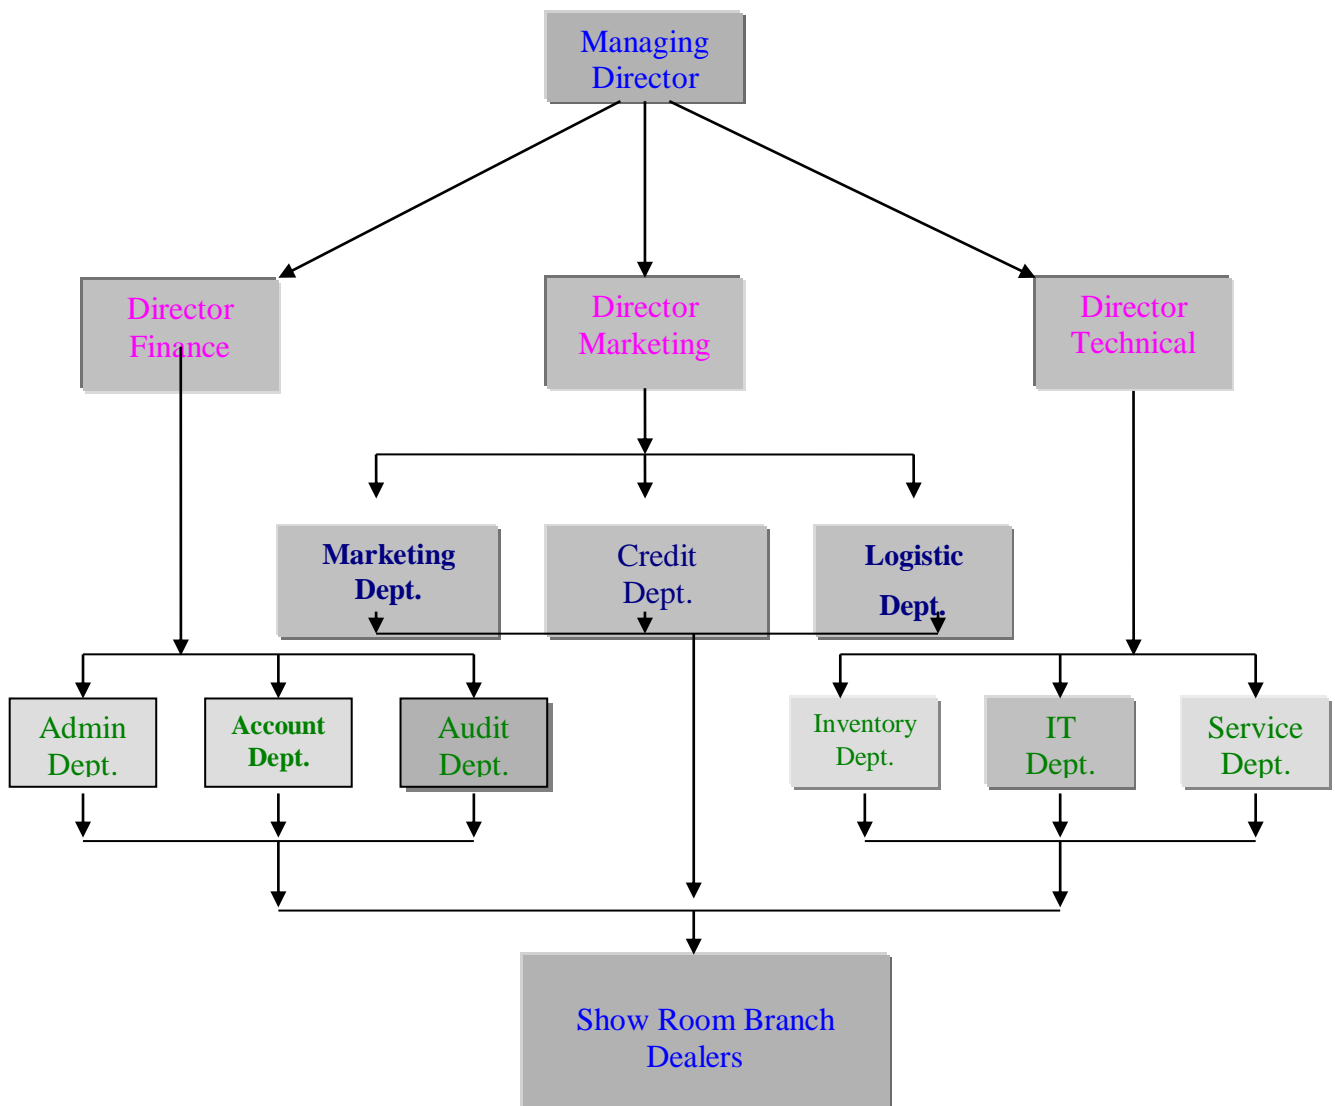 Managing
Director
Director
Finance
Director
Marketing
Director
Technical
Marketing
Dept.
Credit
Dept.
Logistic
Dept.
Admin
Dept.
Account
Dept.
Audit
Dept.
Inventory
Dept.
IT
Dept.
Service
Dept.
Show Room Branch
Dealers